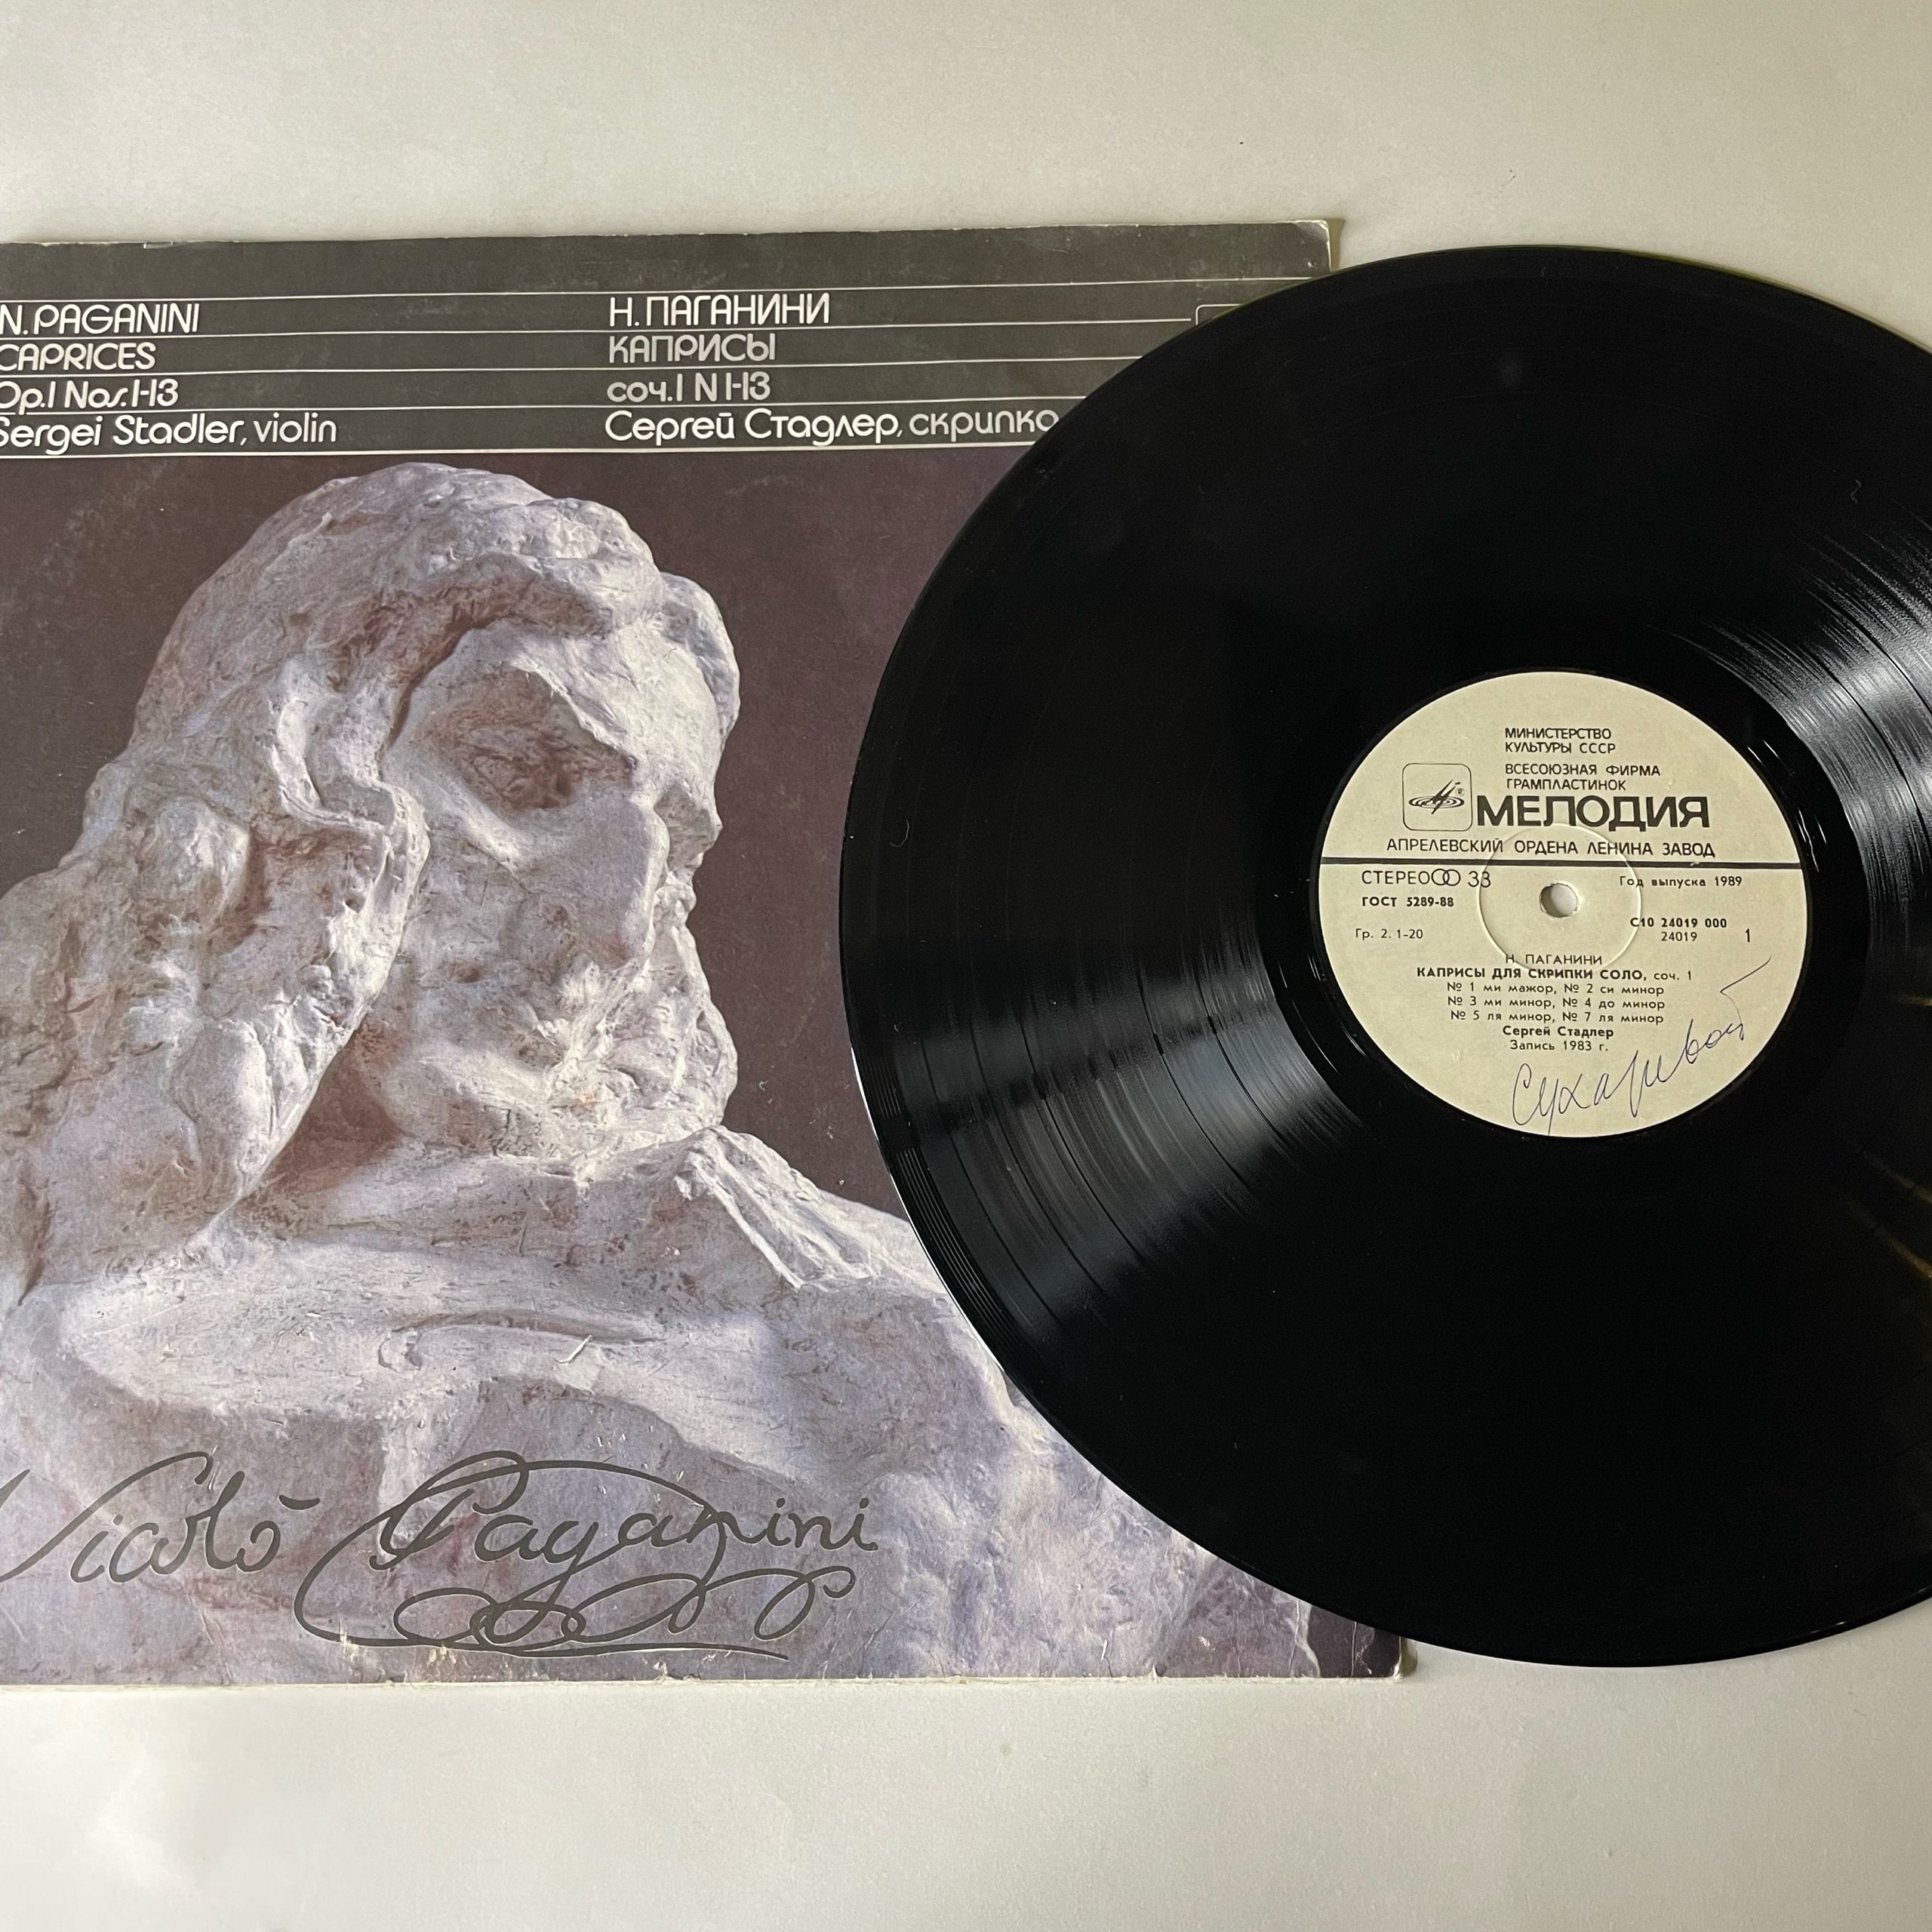 N. PAGANINI
CAPRICES
Op.1 Nos. 1-13
Sergei Stadler, violin
Н. ПАГАНИНИ
КАПРИСЫ
соч. 1 N 1-13
Сергей Стадлер, скрипка
Nicolò Paganini
МИНИСТЕРСТВО
КУЛЬТУРЫ СССР
ВСЕСОЮЗНАЯ ФИРМА
ГРАМПЛАСТИНОК
МЕЛОДИЯ
АПРЕЛЕВСКИЙ ОРДЕНА ЛЕНИНА ЗАВОД
СТЕРЕО 33
Год выпуска 1989
ГОСТ 5289-88
С10 24019 000
Гр. 2. 1-20
24019
1
Н. ПАГАНИНИ
КАПРИСЫ ДЛЯ СКРИПКИ СОЛО, соч. 1
№ 1 ми мажор, № 2 си минор
№ 3 ми минор, № 4 до минор
№ 5 ля минор, № 7 ля минор
Сергей Стадлер
Запись 1983 г.